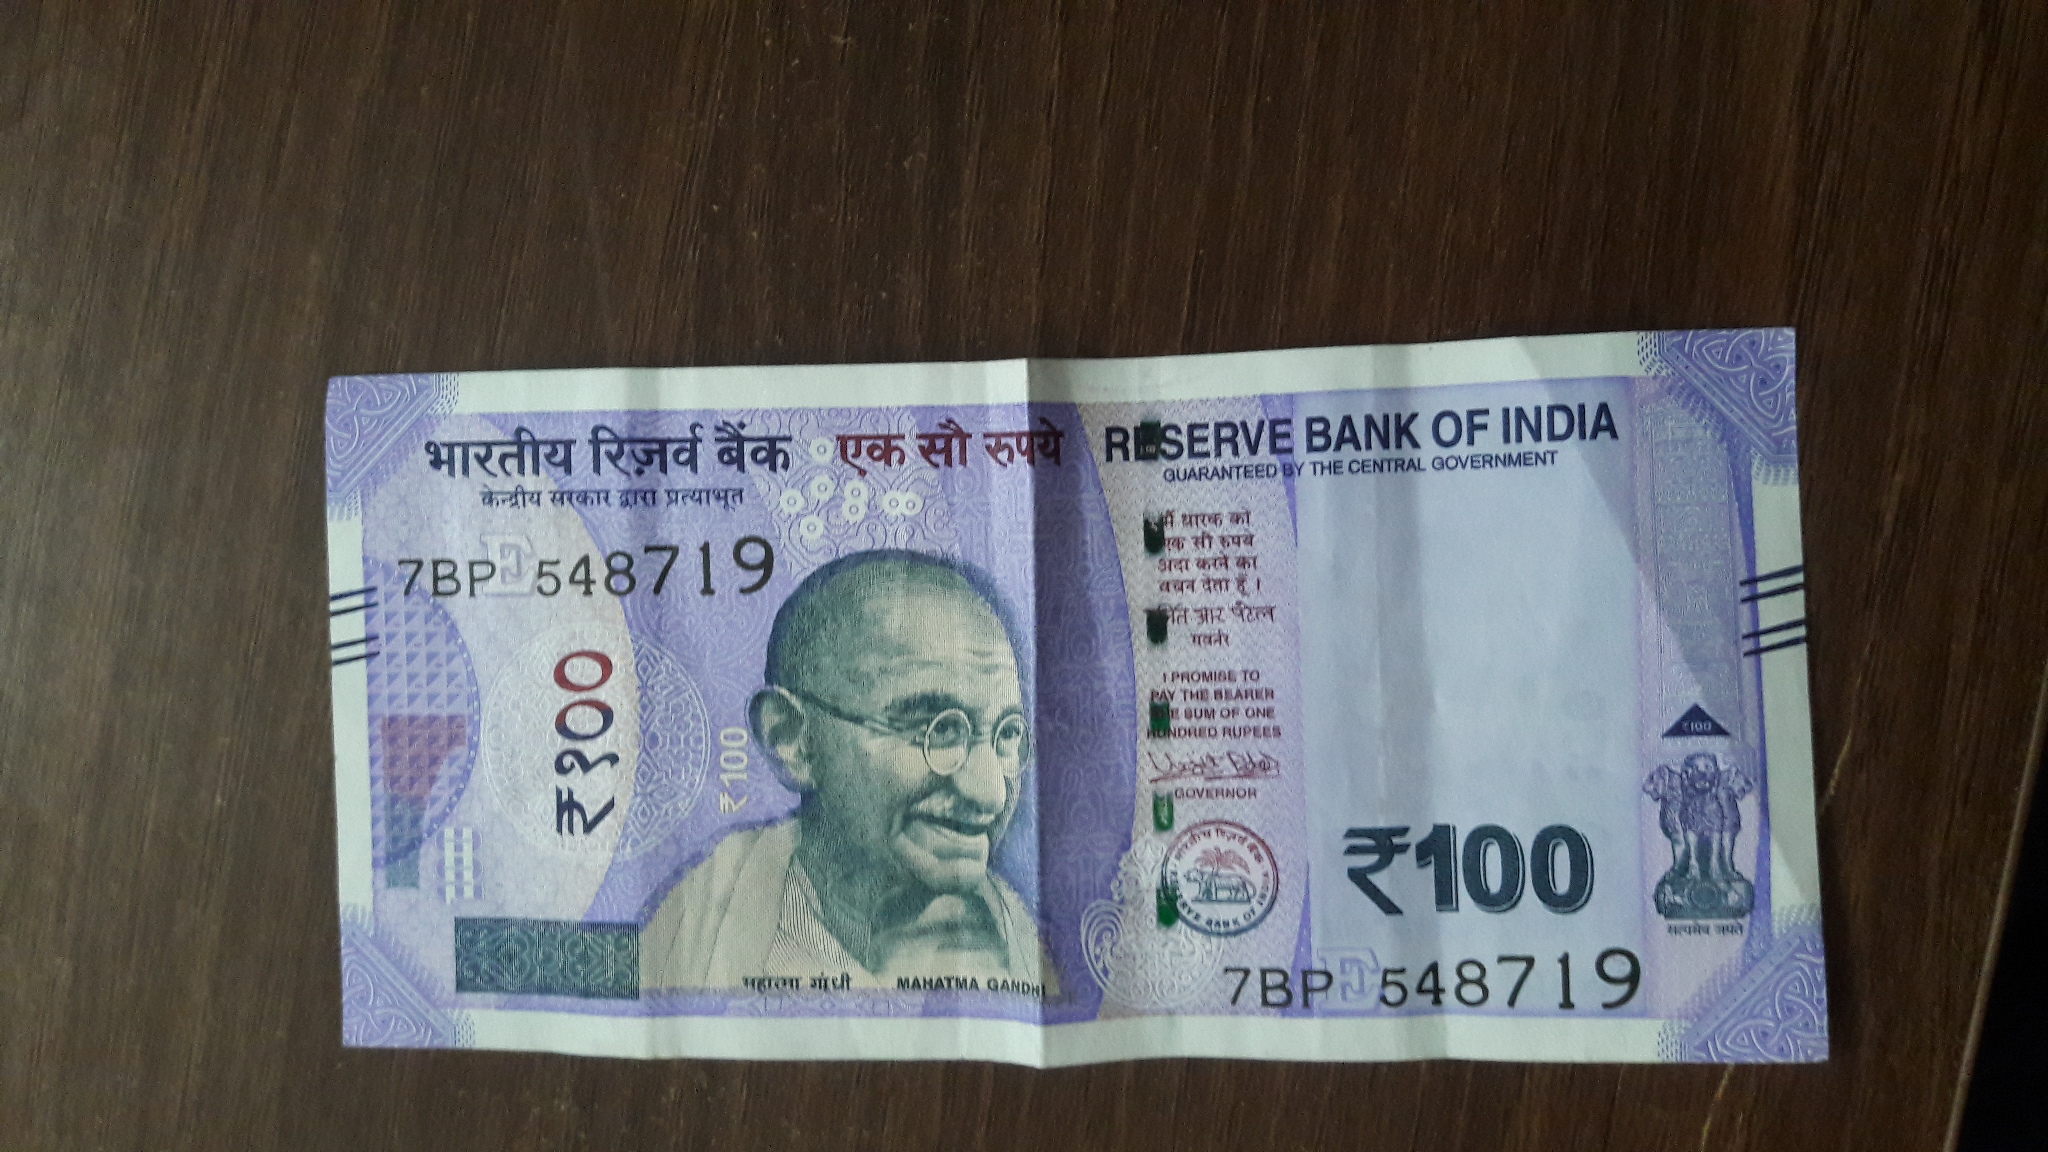 भारतीय रिज़र्व बैंक एक सौ रुपये RESERVE BANK OF INDIA
केन्द्रीय सरकार द्वारा प्रत्याभूत
GUARANTEED BY THE CENTRAL GOVERNMENT
7BP 548719
₹१००
₹100
मैं धारक को
एक सौ रुपये
अदा करने का
वचन देता हूँ।
गवर्नर
I PROMISE TO
PAY THE BEARER
THE SUM OF ONE
HUNDRED RUPEES
GOVERNOR
₹100
₹100
सत्यमेव जयते
महात्मा गांधी MAHATMA GANDHI
7BP 548719